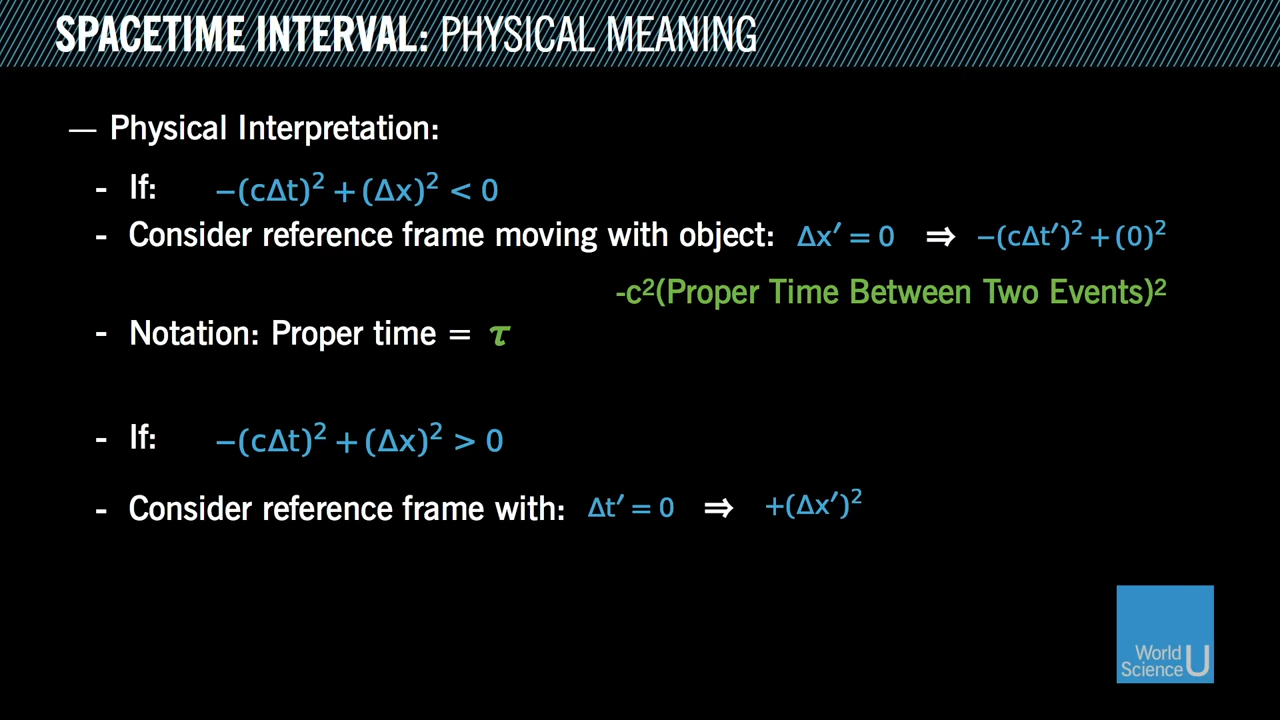 SPACETIME INTERVAL: PHYSICAL MEANING
— Physical Interpretation:
- If: −(cΔt)² + (Δx)² < 0
- Consider reference frame moving with object: Δx′ = 0 ⇒ −(cΔt′)² + (0)²
-c²(Proper Time Between Two Events)²
- Notation: Proper time = τ
- If: −(cΔt)² + (Δx)² > 0
- Consider reference frame with: Δt′ = 0 ⇒ +(Δx′)²
World
Science U